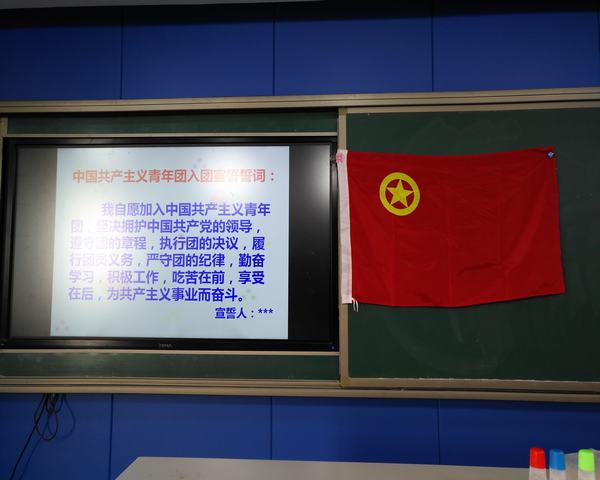 中国共产主义青年团入团宣誓誓词：
我自愿加入中国共产主义青年
团，坚决拥护中国共产党的领导，
遵守团的章程，执行团的决议，履
行团员义务，严守团的纪律，勤奋
学习，积极工作，吃苦在前，享受
在后，为共产主义事业而奋斗。
宣誓人：***